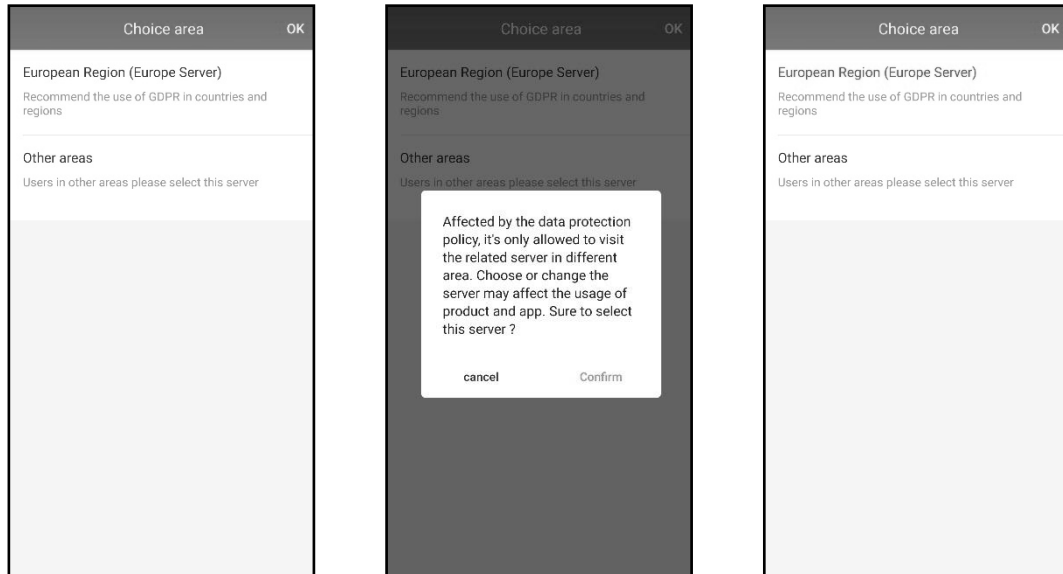 Choice area OK
European Region (Europe Server)
Recommend the use of GDPR in countries and
regions
Other areas
Users in other areas please select this server
Choice area OK
European Region (Europe Server)
Recommend the use of GDPR in countries and
regions
Other areas
Users in other areas please select this server
Affected by the data protection
policy, it's only allowed to visit
the related server in different
area. Choose or change the
server may affect the usage of
product and app. Sure to select
this server ?
cancel Confirm
Choice area OK
European Region (Europe Server)
Recommend the use of GDPR in countries and
regions
Other areas
Users in other areas please select this server